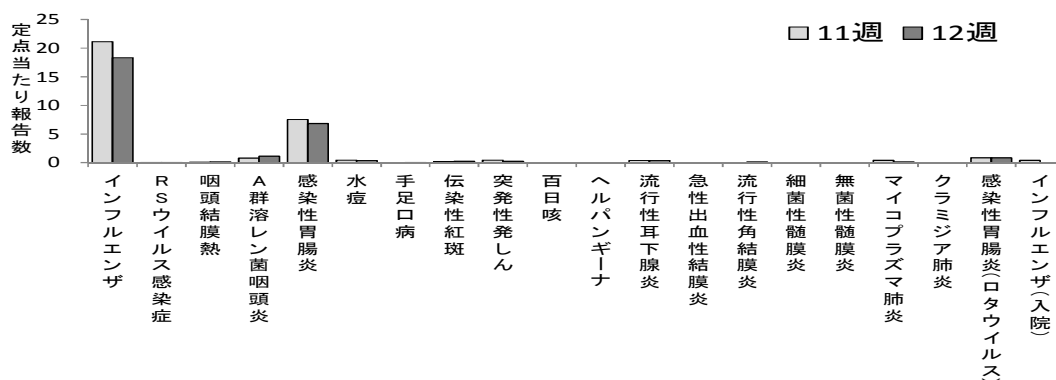 定点当たり報告数
25
20
15
10
5
0
11週 12週
インフルエンザ
RSウイルス感染症
咽頭結膜熱
A群溶レン菌咽頭炎
感染性胃腸炎
水痘
手足口病
伝染性紅斑
突発性発しん
百日咳
ヘルパンギーナ
流行性耳下腺炎
急性出血性結膜炎
流行性角結膜炎
細菌性髄膜炎
無菌性髄膜炎
マイコプラズマ肺炎
クラミジア肺炎
感染性胃腸炎(ロタウイルス)
インフルエンザ(入院)